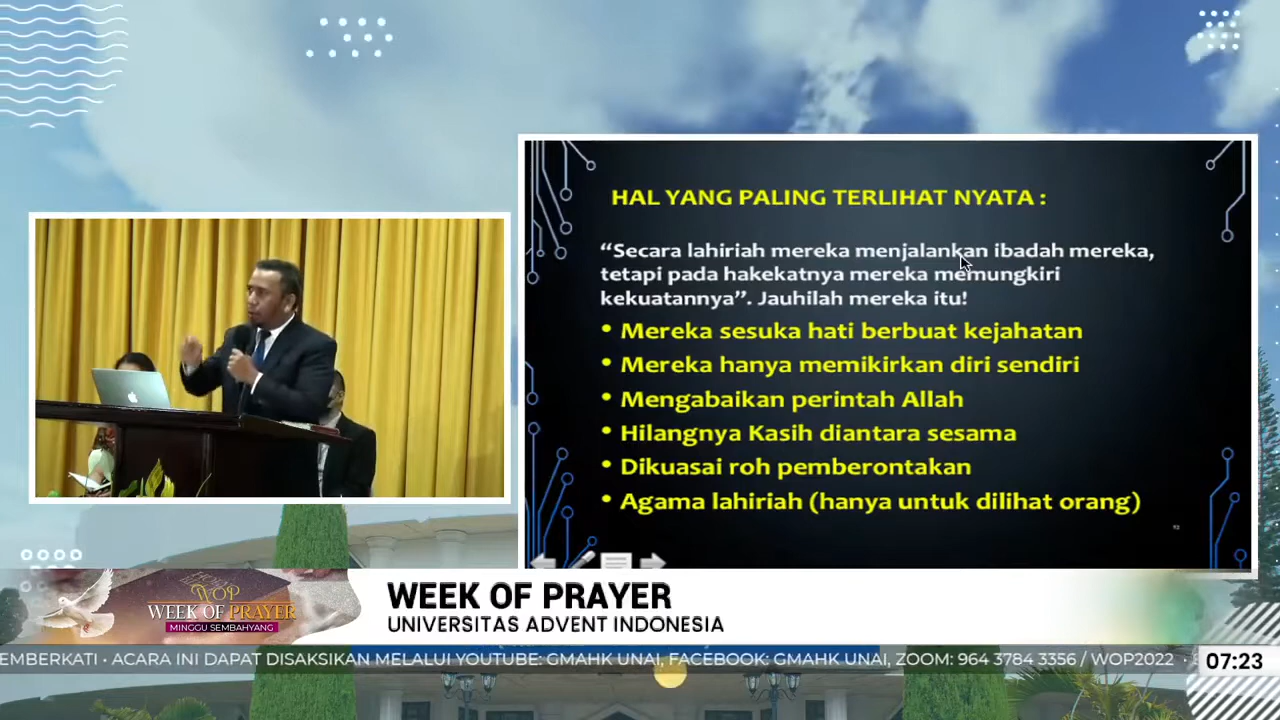 HAL YANG PALING TERLIHAT NYATA :
“Secara lahiriah mereka menjalankan ibadah mereka,
tetapi pada hakekatnya mereka memungkiri
kekuatannya”. Jauhilah mereka itu!
• Mereka sesuka hati berbuat kejahatan
• Mereka hanya memikirkan diri sendiri
• Mengabaikan perintah Allah
• Hilangnya Kasih diantara sesama
• Dikuasai roh pemberontakan
• Agama lahiriah (hanya untuk dilihat orang)
WOP
WEEK OF PRAYER
MINGGU SEMBAHYANG
WEEK OF PRAYER
UNIVERSITAS ADVENT INDONESIA
EMBERKATI • ACARA INI DAPAT DISAKSIKAN MELALUI YOUTUBE: GMAHK UNAI, FACEBOOK: GMAHK UNAI, ZOOM: 964 3784 3356 / WOP2022 •
07:23